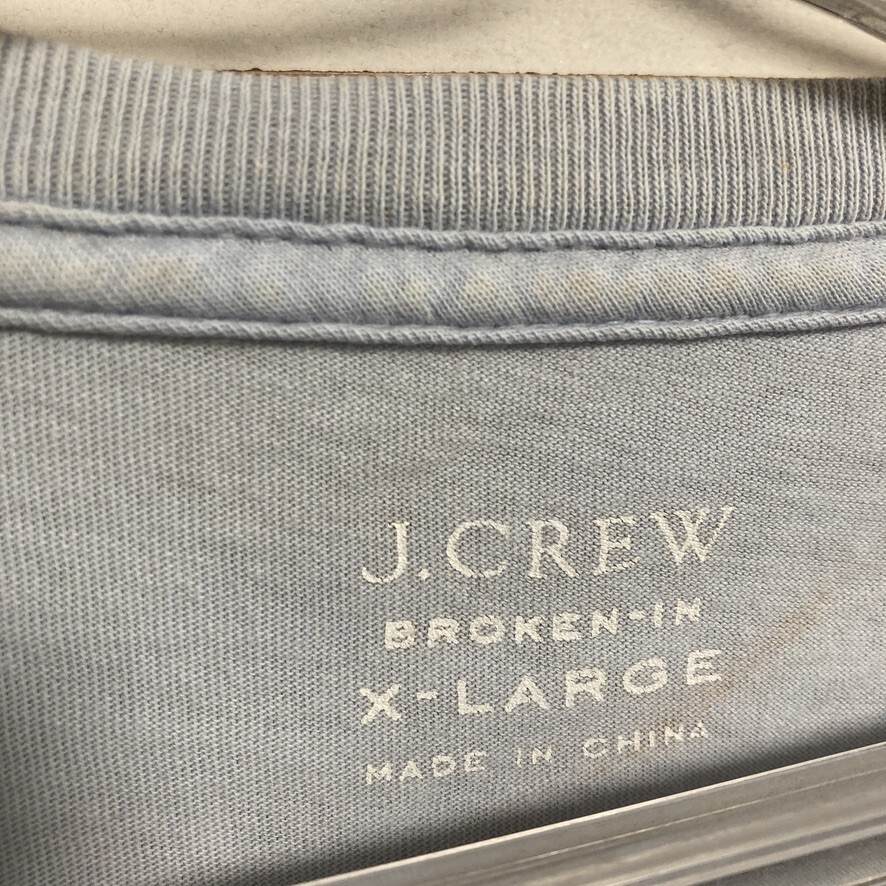 J.CREW
BROKEN-IN
X-LARGE
MADE IN CHINA